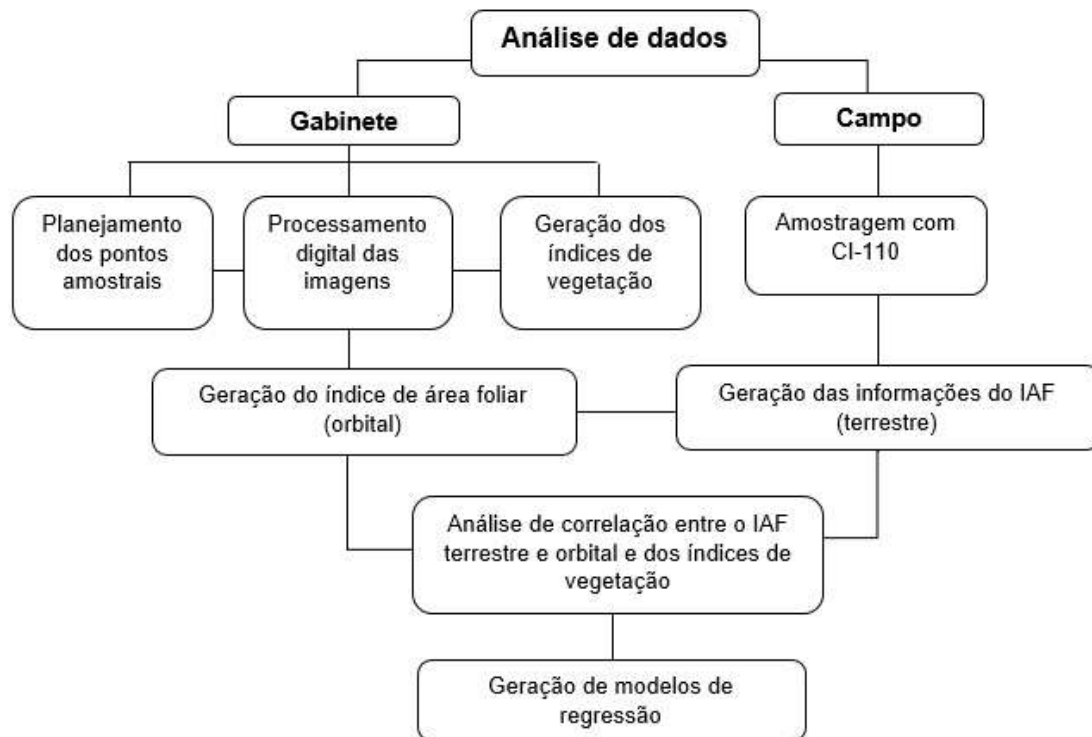 Análise de dados
Gabinete
Campo
Planejamento
dos pontos
amostrais
Processamento
digital das
imagens
Geração dos
índices de
vegetação
Amostragem com
CI-110
Geração do índice de área foliar
(orbital)
Geração das informações do IAF
(terrestre)
Análise de correlação entre o IAF
terrestre e orbital e dos índices de
vegetação
Geração de modelos de
regressão